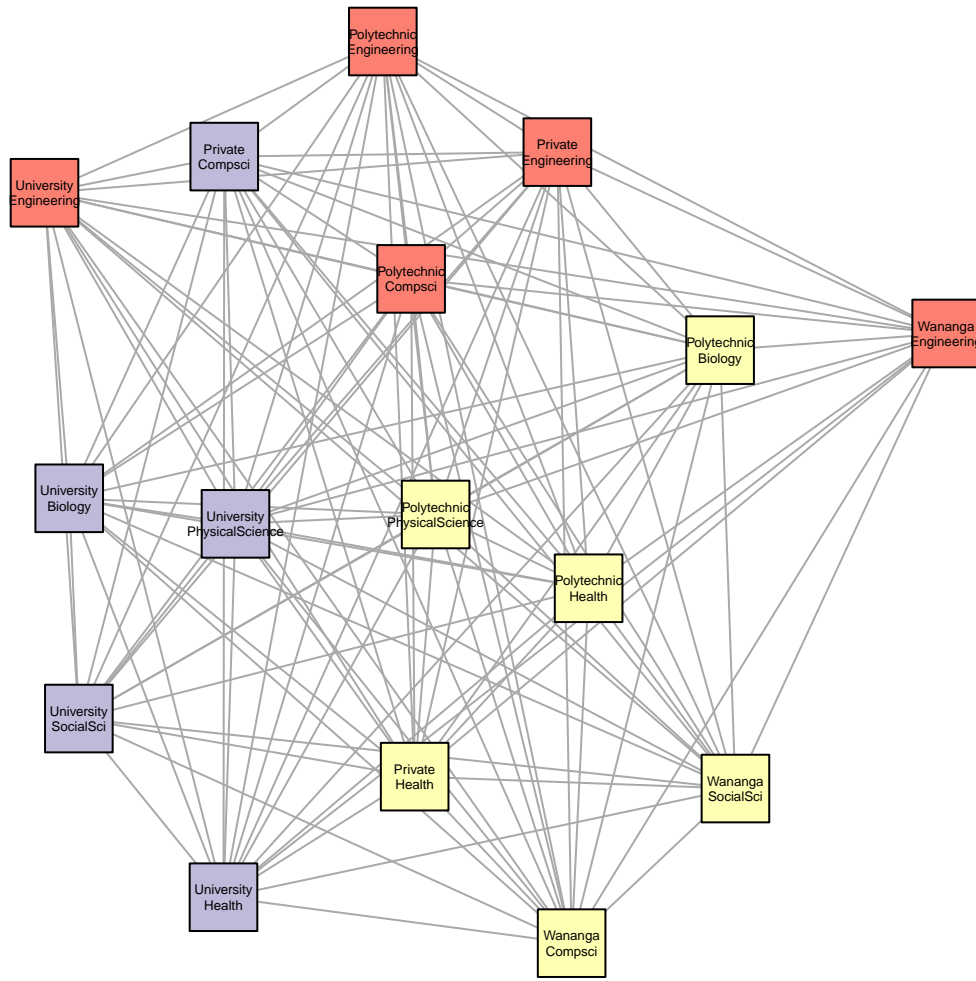 Polytechnic
Engineering
Private
Compsci
Private
Engineering
University
Engineering
Polytechnic
Compsci
Wananga
Engineering
Polytechnic
Biology
University
Biology
University
PhysicalScience
Polytechnic
PhysicalScience
Polytechnic
Health
University
SocialSci
Private
Health
Wananga
SocialSci
University
Health
Wananga
Compsci